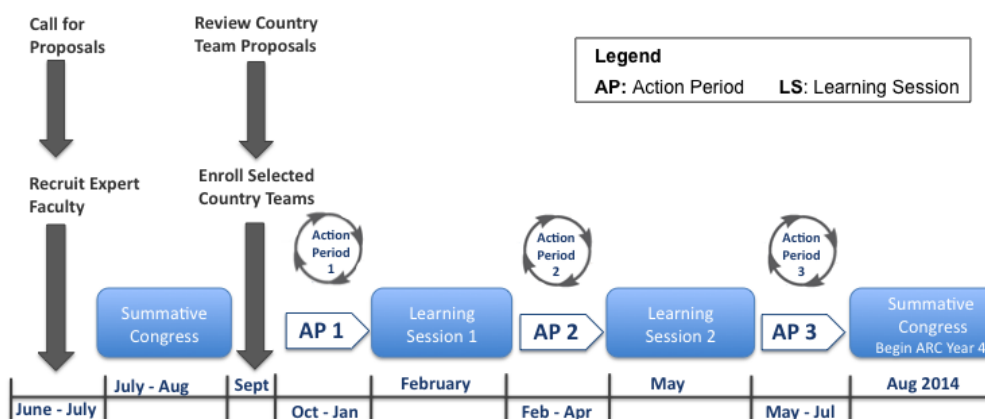 Call for
Proposals
Review Country
Team Proposals
Legend
AP: Action Period LS: Learning Session
Recruit Expert
Faculty
Enroll Selected
Country Teams
Action
Period
1
Action
Period
2
Action
Period
3
Summative
Congress
AP 1
Learning
Session 1
AP 2
Learning
Session 2
AP 3
Summative
Congress
Begin ARC Year 4
July - Aug
Sept
February
May
Aug 2014
June - July
Oct - Jan
Feb - Apr
May - Jul